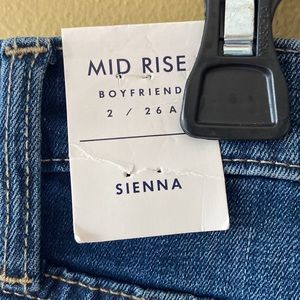 MID RISE
BOYFRIEND
2 / 26A
SIENNA